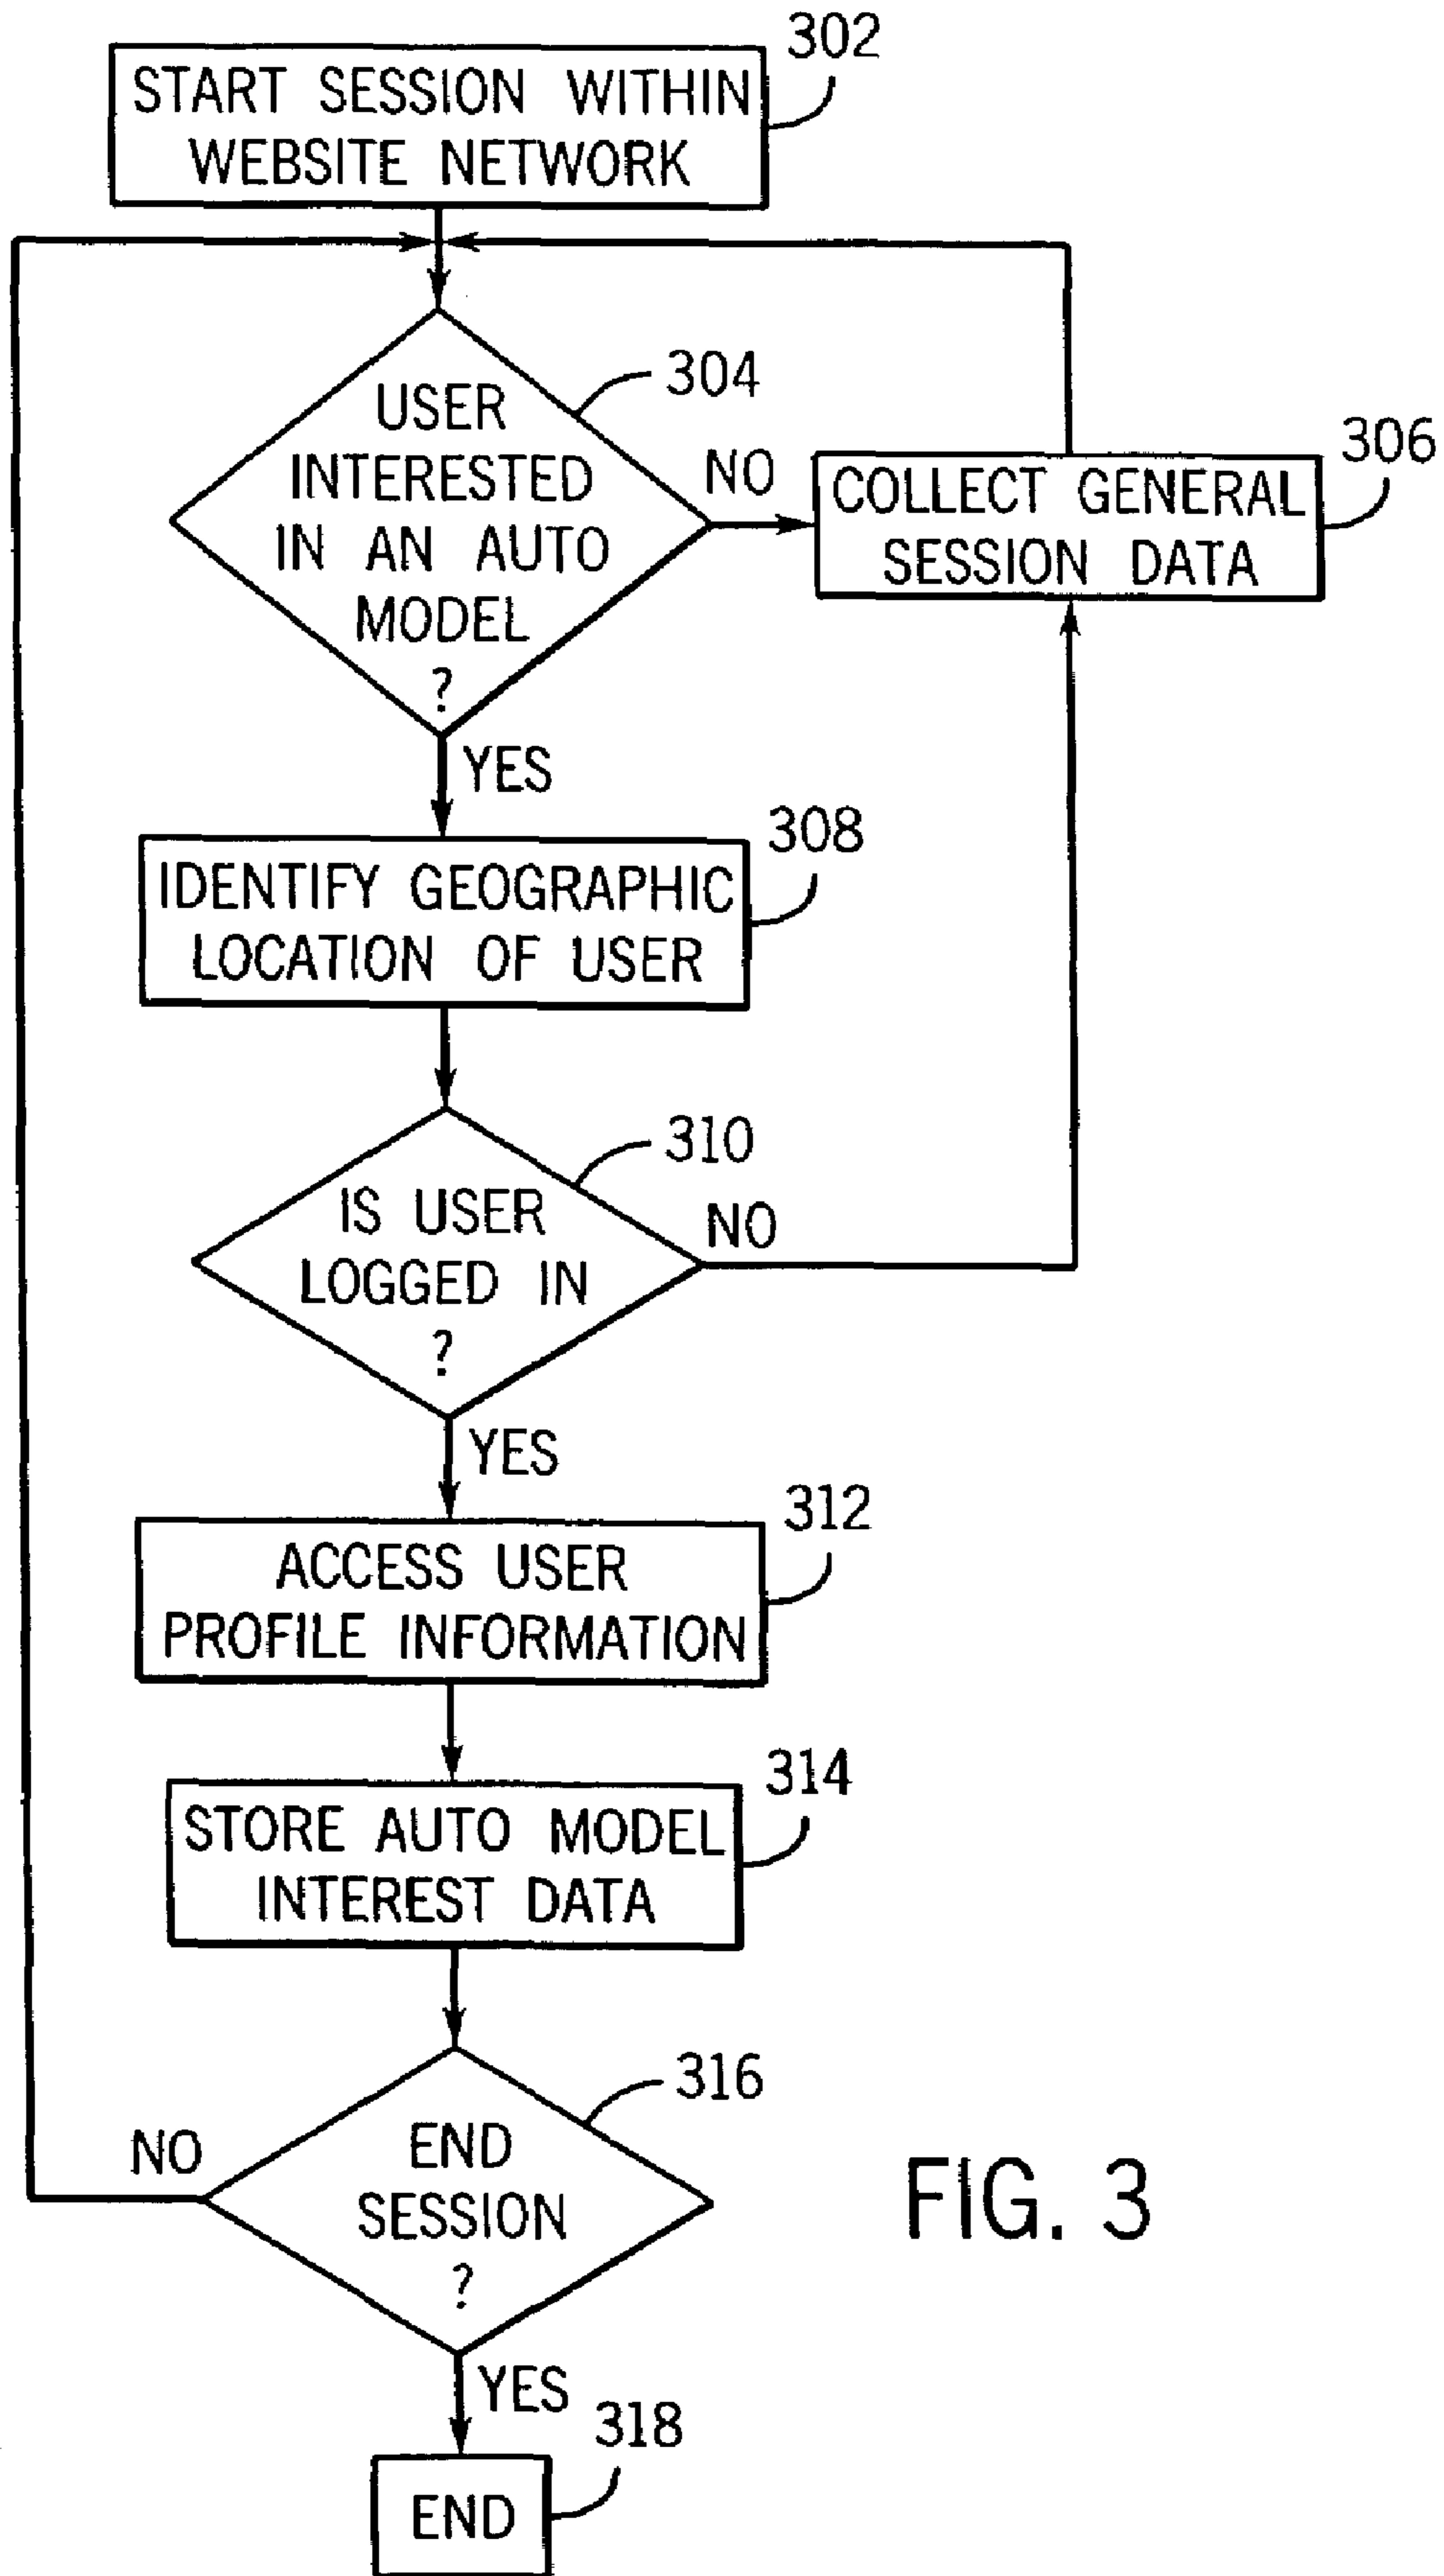 302
START SESSION WITHIN
WEBSITE NETWORK
304
USER
INTERESTED
IN AN AUTO
MODEL
?
NO
306
COLLECT GENERAL
SESSION DATA
YES
308
IDENTIFY GEOGRAPHIC
LOCATION OF USER
310
IS USER
LOGGED IN
?
NO
YES
312
ACCESS USER
PROFILE INFORMATION
314
STORE AUTO MODEL
INTEREST DATA
316
NO
END
SESSION
?
FIG. 3
YES
318
END